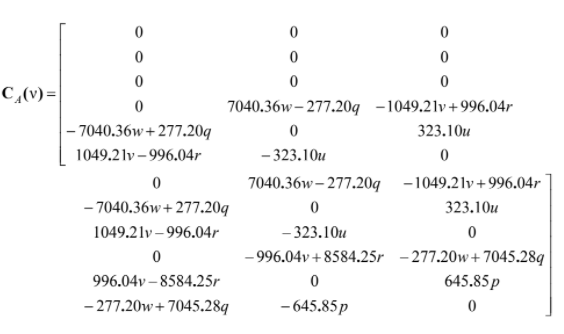 0 0 0
0 0 0
0 0 0
C_A(ν)= 0 7040.36w−277.20q −1049.21v+996.04r
−7040.36w+277.20q 0 323.10u
1049.21v−996.04r −323.10u 0
0 7040.36w−277.20q −1049.21v+996.04r
−7040.36w+277.20q 0 323.10u
1049.21v−996.04r −323.10u 0
0 −996.04v+8584.25r −277.20w+7045.28q
996.04v−8584.25r 0 645.85p
−277.20w+7045.28q −645.85p 0